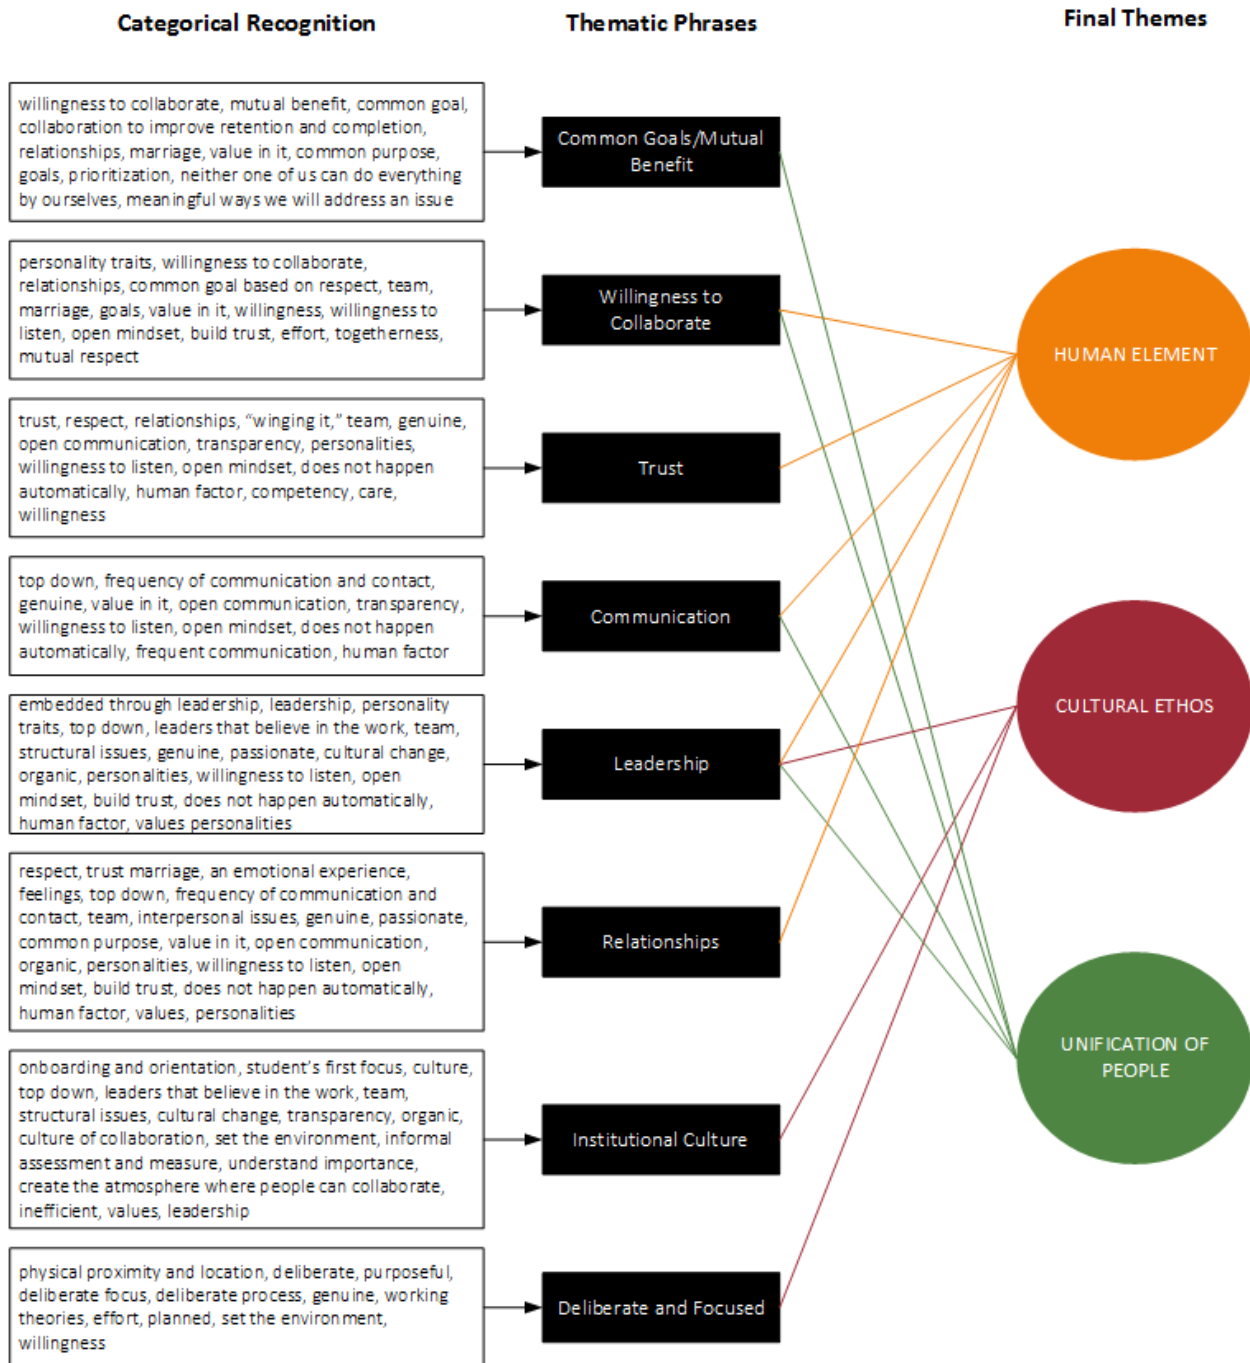 Categorical Recognition
Thematic Phrases
Final Themes
willingness to collaborate, mutual benefit, common goal,
collaboration to improve retention and completion,
relationships, marriage, value in it, common purpose,
goals, prioritization, neither one of us can do everything
by ourselves, meaningful ways we will address an issue
Common Goals/Mutual
Benefit
personality traits, willingness to collaborate,
relationships, common goal based on respect, team,
marriage, goals, value in it, willingness, willingness to
listen, open mindset, build trust, effort, togetherness,
mutual respect
Willingness to
Collaborate
HUMAN ELEMENT
trust, respect, relationships, “winging it,” team, genuine,
open communication, transparency, personalities,
willingness to listen, open mindset, does not happen
automatically, human factor, competency, care,
willingness
Trust
top down, frequency of communication and contact,
genuine, value in it, open communication, transparency,
willingness to listen, open mindset, does not happen
automatically, frequent communication, human factor
Communication
embedded through leadership, leadership, personality
traits, top down, leaders that believe in the work, team,
structural issues, genuine, passionate, cultural change,
organic, personalities, willingness to listen, open
mindset, build trust, does not happen automatically,
human factor, values personalities
Leadership
CULTURAL ETHOS
respect, trust marriage, an emotional experience,
feelings, top down, frequency of communication and
contact, team, interpersonal issues, genuine, passionate,
common purpose, value in it, open communication,
organic, personalities, willingness to listen, open
mindset, build trust, does not happen automatically,
human factor, values, personalities
Relationships
UNIFICATION OF
PEOPLE
onboarding and orientation, student’s first focus, culture,
top down, leaders that believe in the work, team,
structural issues, cultural change, transparency, organic,
culture of collaboration, set the environment, informal
assessment and measure, understand importance,
create the atmosphere where people can collaborate,
inefficient, values, leadership
Institutional Culture
physical proximity and location, deliberate, purposeful,
deliberate focus, deliberate process, genuine, working
theories, effort, planned, set the environment,
willingness
Deliberate and Focused